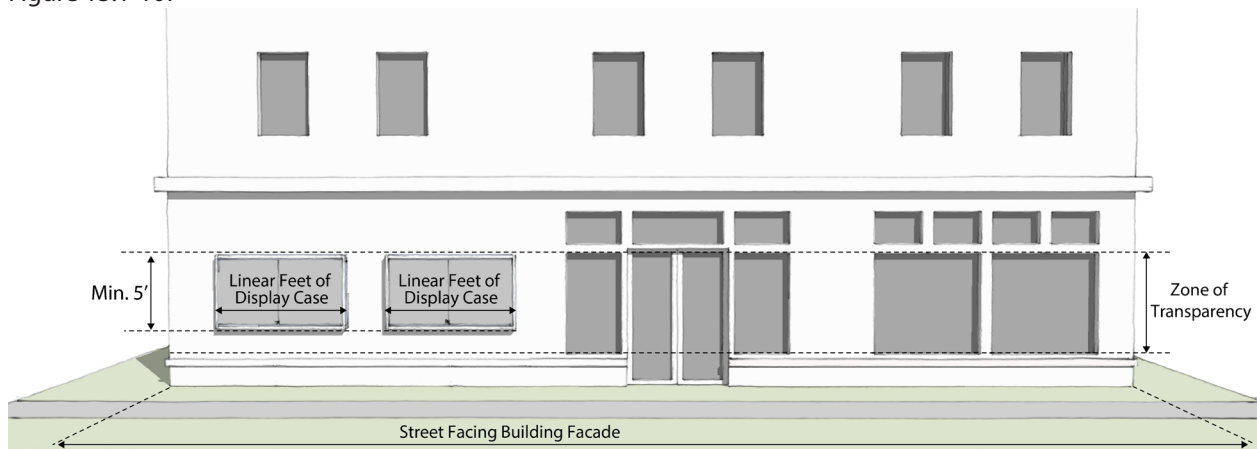 Linear Feet of
Display Case
Linear Feet of
Display Case
Min. 5'
Zone of
Transparency
Street Facing Building Facade